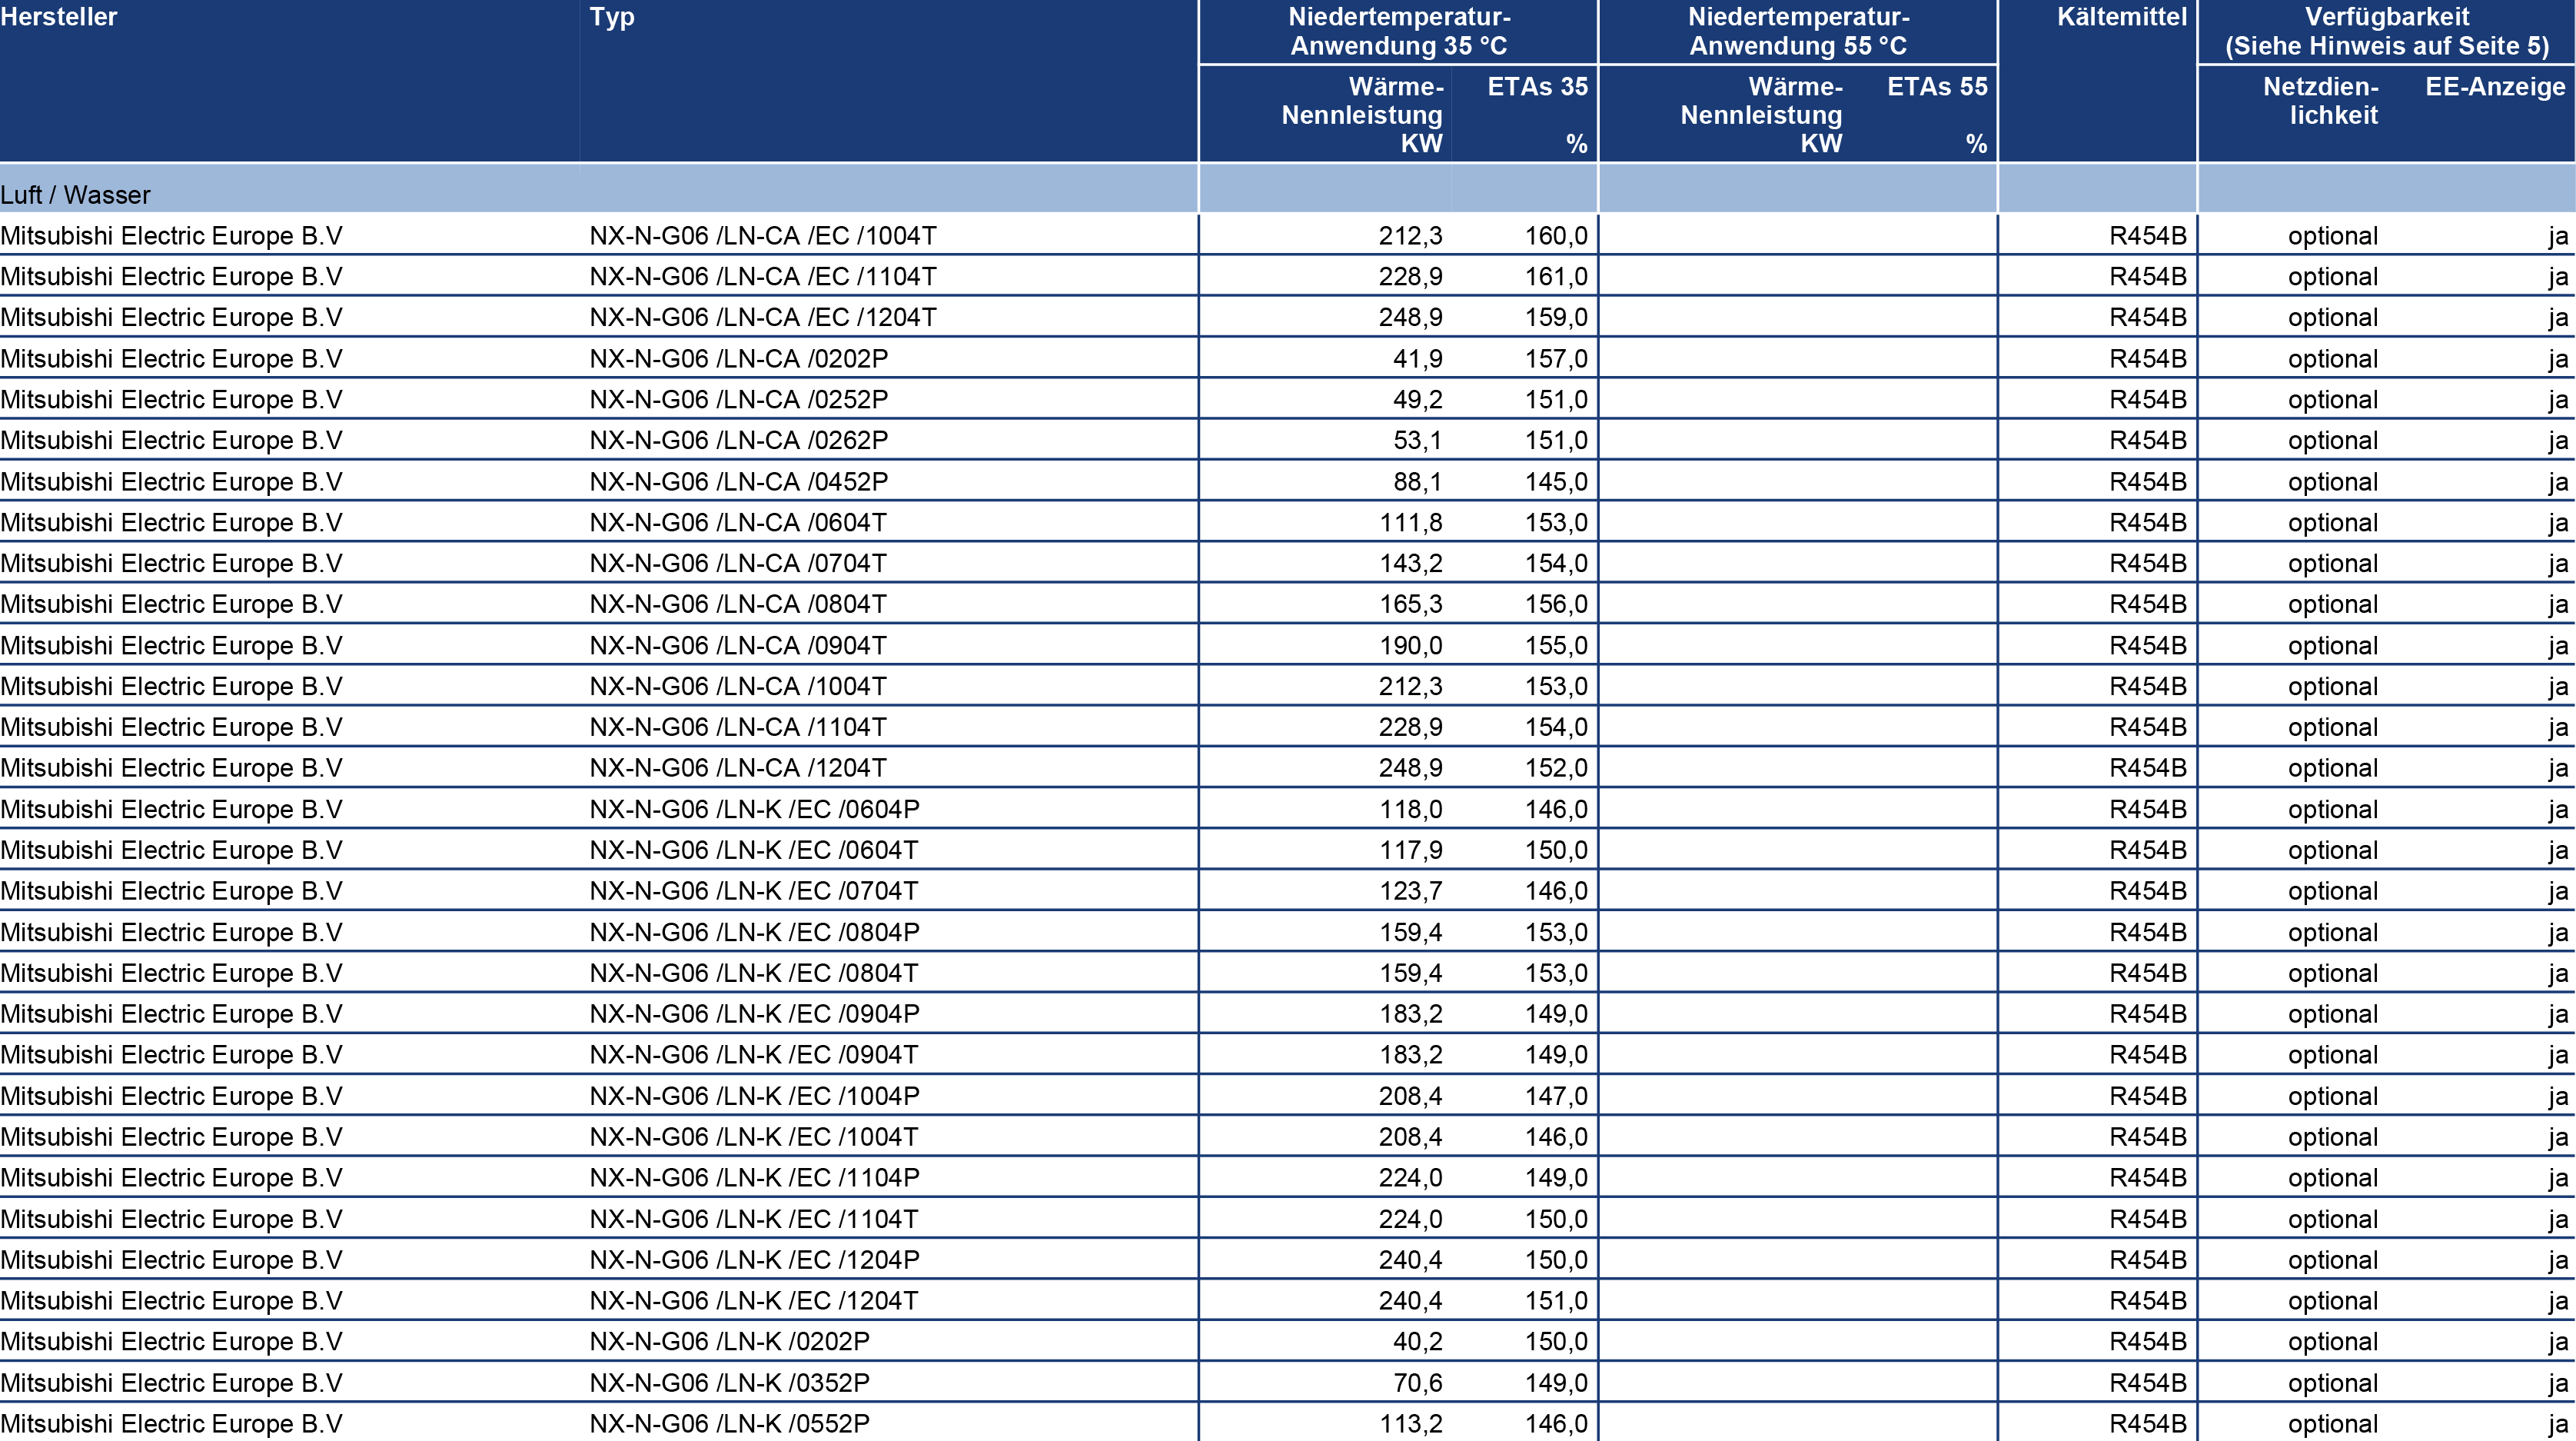 Hersteller Typ Niedertemperatur- Niedertemperatur- Kältemittel Verfügbarkeit
Anwendung 35 °C Anwendung 55 °C (Siehe Hinweis auf Seite 5)
Wärme- ETAs 35 Wärme- ETAs 55 Netzdien- EE-Anzeige
Nennleistung Nennleistung lichkeit
KW % KW %
Luft / Wasser
Mitsubishi Electric Europe B.V NX-N-G06 /LN-CA /EC /1004T 212,3 160,0 R454B optional ja
Mitsubishi Electric Europe B.V NX-N-G06 /LN-CA /EC /1104T 228,9 161,0 R454B optional ja
Mitsubishi Electric Europe B.V NX-N-G06 /LN-CA /EC /1204T 248,9 159,0 R454B optional ja
Mitsubishi Electric Europe B.V NX-N-G06 /LN-CA /0202P 41,9 157,0 R454B optional ja
Mitsubishi Electric Europe B.V NX-N-G06 /LN-CA /0252P 49,2 151,0 R454B optional ja
Mitsubishi Electric Europe B.V NX-N-G06 /LN-CA /0262P 53,1 151,0 R454B optional ja
Mitsubishi Electric Europe B.V NX-N-G06 /LN-CA /0452P 88,1 145,0 R454B optional ja
Mitsubishi Electric Europe B.V NX-N-G06 /LN-CA /0604T 111,8 153,0 R454B optional ja
Mitsubishi Electric Europe B.V NX-N-G06 /LN-CA /0704T 143,2 154,0 R454B optional ja
Mitsubishi Electric Europe B.V NX-N-G06 /LN-CA /0804T 165,3 156,0 R454B optional ja
Mitsubishi Electric Europe B.V NX-N-G06 /LN-CA /0904T 190,0 155,0 R454B optional ja
Mitsubishi Electric Europe B.V NX-N-G06 /LN-CA /1004T 212,3 153,0 R454B optional ja
Mitsubishi Electric Europe B.V NX-N-G06 /LN-CA /1104T 228,9 154,0 R454B optional ja
Mitsubishi Electric Europe B.V NX-N-G06 /LN-CA /1204T 248,9 152,0 R454B optional ja
Mitsubishi Electric Europe B.V NX-N-G06 /LN-K /EC /0604P 118,0 146,0 R454B optional ja
Mitsubishi Electric Europe B.V NX-N-G06 /LN-K /EC /0604T 117,9 150,0 R454B optional ja
Mitsubishi Electric Europe B.V NX-N-G06 /LN-K /EC /0704T 123,7 146,0 R454B optional ja
Mitsubishi Electric Europe B.V NX-N-G06 /LN-K /EC /0804P 159,4 153,0 R454B optional ja
Mitsubishi Electric Europe B.V NX-N-G06 /LN-K /EC /0804T 159,4 153,0 R454B optional ja
Mitsubishi Electric Europe B.V NX-N-G06 /LN-K /EC /0904P 183,2 149,0 R454B optional ja
Mitsubishi Electric Europe B.V NX-N-G06 /LN-K /EC /0904T 183,2 149,0 R454B optional ja
Mitsubishi Electric Europe B.V NX-N-G06 /LN-K /EC /1004P 208,4 147,0 R454B optional ja
Mitsubishi Electric Europe B.V NX-N-G06 /LN-K /EC /1004T 208,4 146,0 R454B optional ja
Mitsubishi Electric Europe B.V NX-N-G06 /LN-K /EC /1104P 224,0 149,0 R454B optional ja
Mitsubishi Electric Europe B.V NX-N-G06 /LN-K /EC /1104T 224,0 150,0 R454B optional ja
Mitsubishi Electric Europe B.V NX-N-G06 /LN-K /EC /1204P 240,4 150,0 R454B optional ja
Mitsubishi Electric Europe B.V NX-N-G06 /LN-K /EC /1204T 240,4 151,0 R454B optional ja
Mitsubishi Electric Europe B.V NX-N-G06 /LN-K /0202P 40,2 150,0 R454B optional ja
Mitsubishi Electric Europe B.V NX-N-G06 /LN-K /0352P 70,6 149,0 R454B optional ja
Mitsubishi Electric Europe B.V NX-N-G06 /LN-K /0552P 113,2 146,0 R454B optional ja